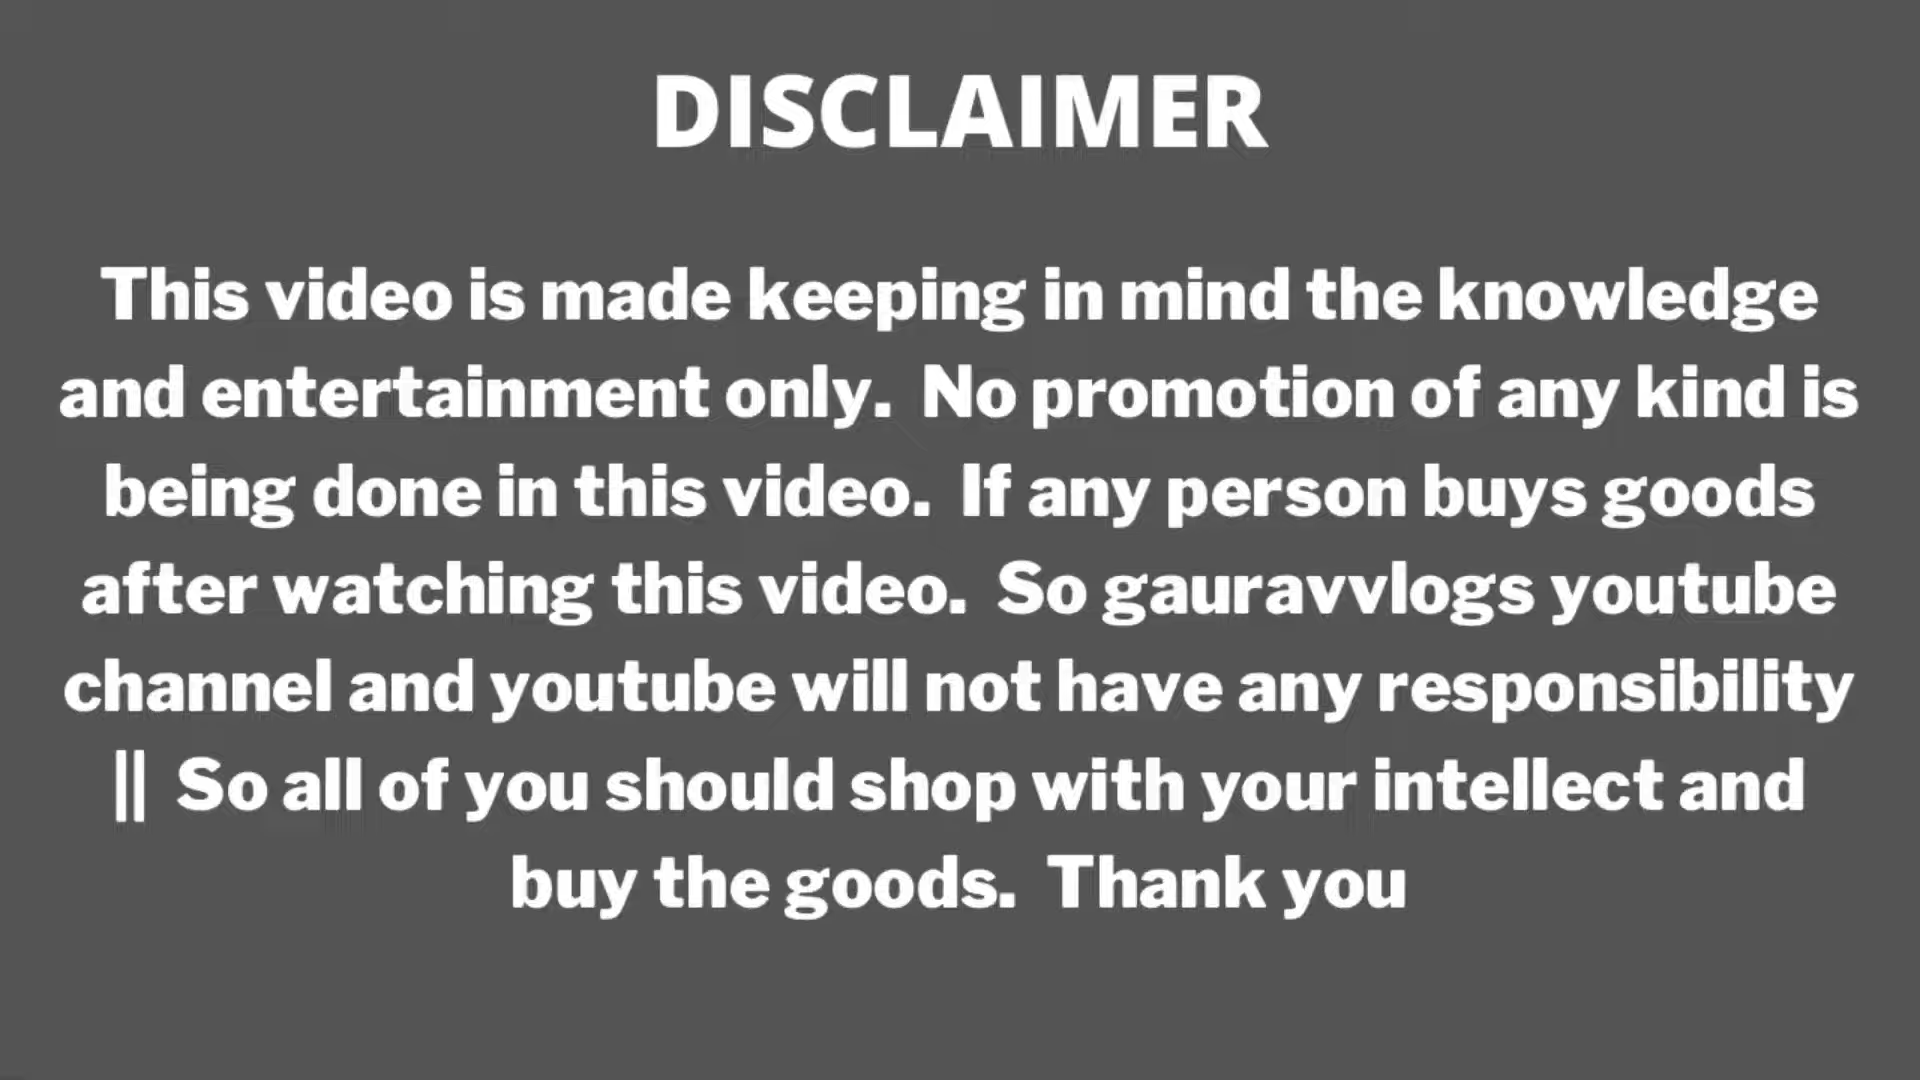 DISCLAIMER
This video is made keeping in mind the knowledge
and entertainment only.  No promotion of any kind is
being done in this video.  If any person buys goods
after watching this video.  So gauravvlogs youtube
channel and youtube will not have any responsibility
||  So all of you should shop with your intellect and
buy the goods.  Thank you